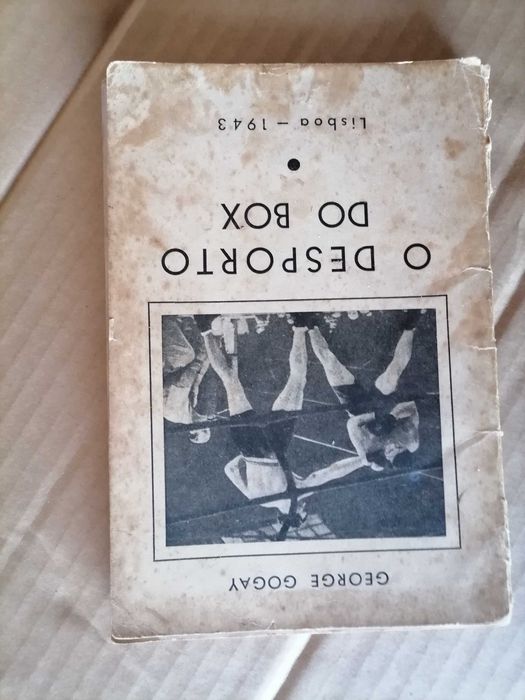 GEORGE GOGAY
O DESPORTO
DO BOX
Lisboa — 1943